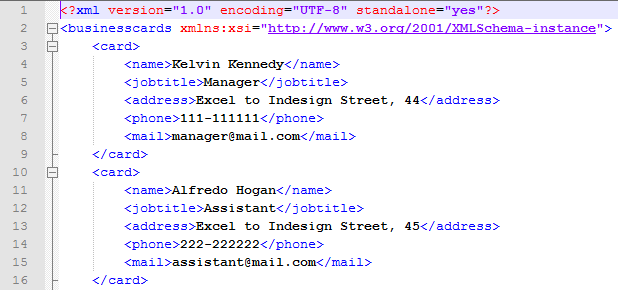 1 <?xml version="1.0" encoding="UTF-8" standalone="yes"?>
2 <businesscards xmlns:xsi="http://www.w3.org/2001/XMLSchema-instance">
3 <card>
4 <name>Kelvin Kennedy</name>
5 <jobtitle>Manager</jobtitle>
6 <address>Excel to Indesign Street, 44</address>
7 <phone>111-111111</phone>
8 <mail>manager@mail.com</mail>
9 </card>
10 <card>
11 <name>Alfredo Hogan</name>
12 <jobtitle>Assistant</jobtitle>
13 <address>Excel to Indesign Street, 45</address>
14 <phone>222-222222</phone>
15 <mail>assistant@mail.com</mail>
16 </card>